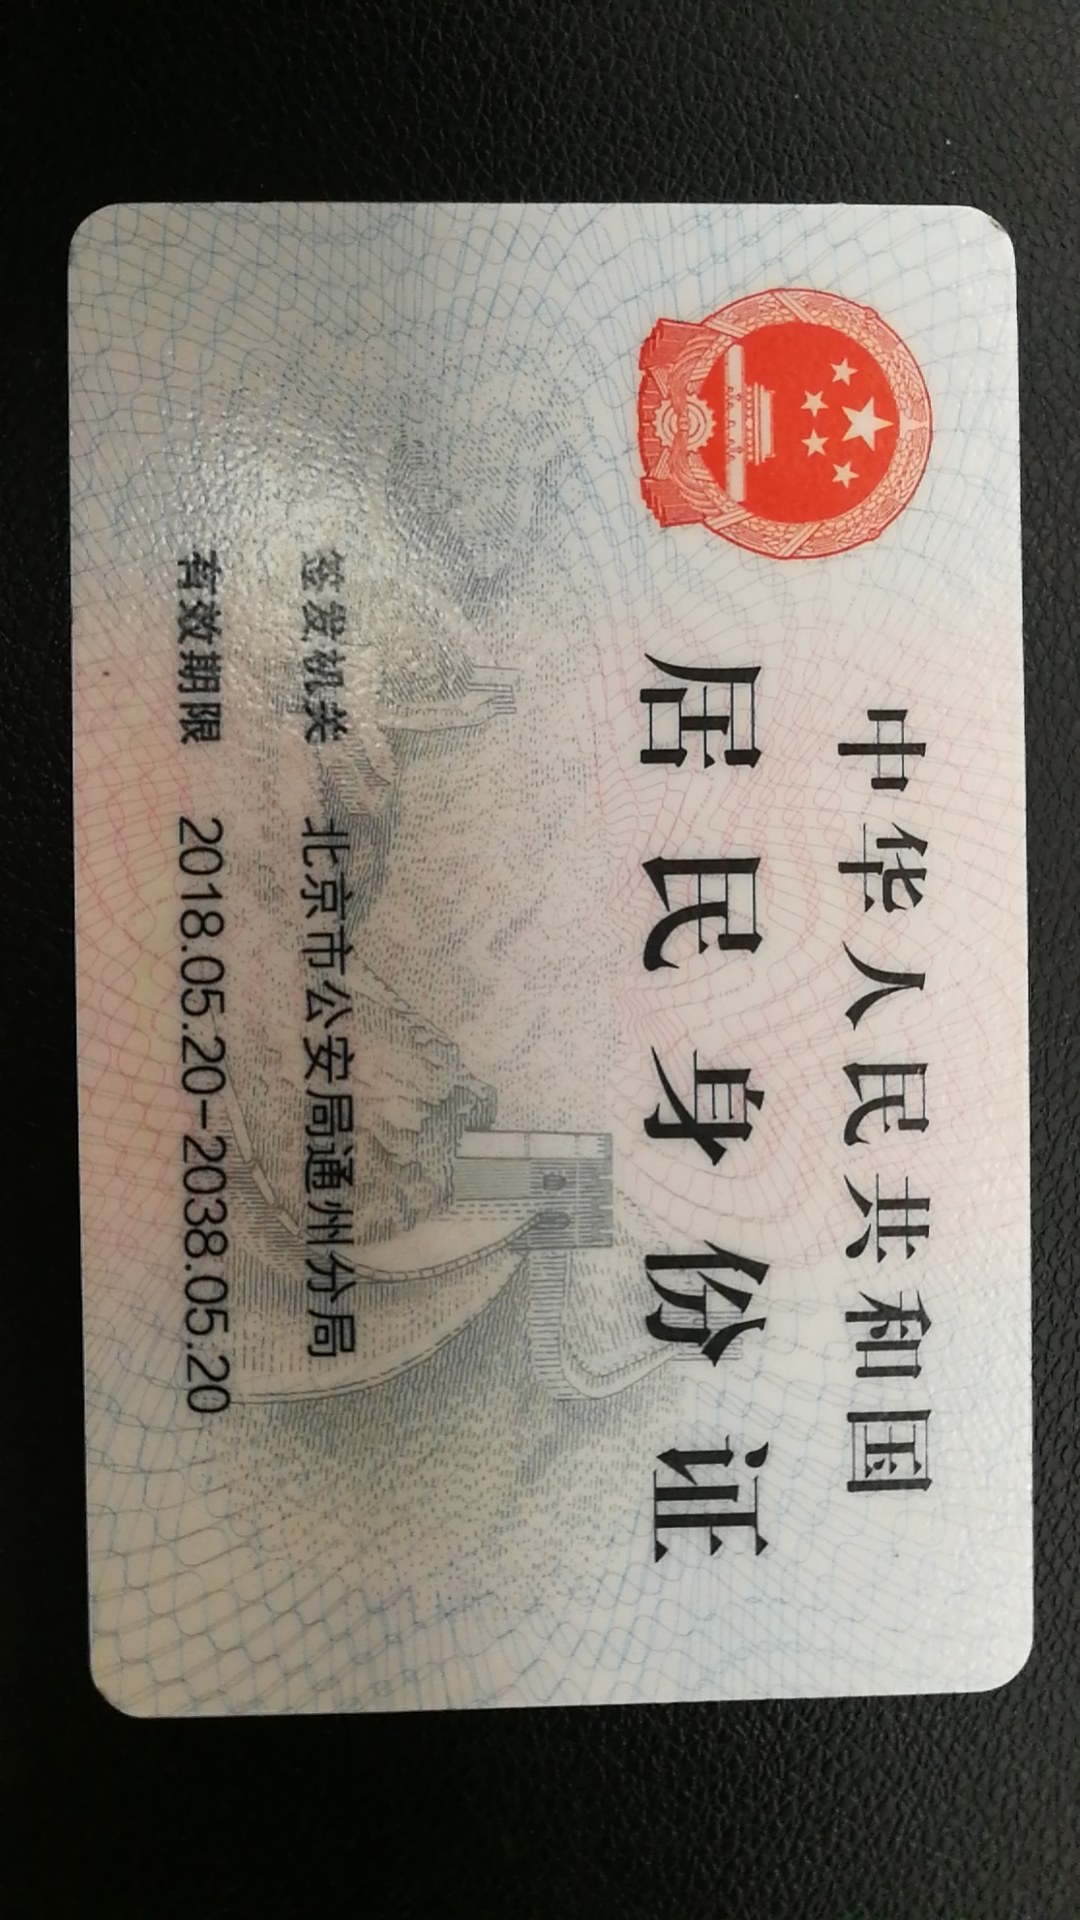 中华人民共和国
居民身份证
签发机关 北京市公安局通州分局
有效期限 2018.05.20-2038.05.20